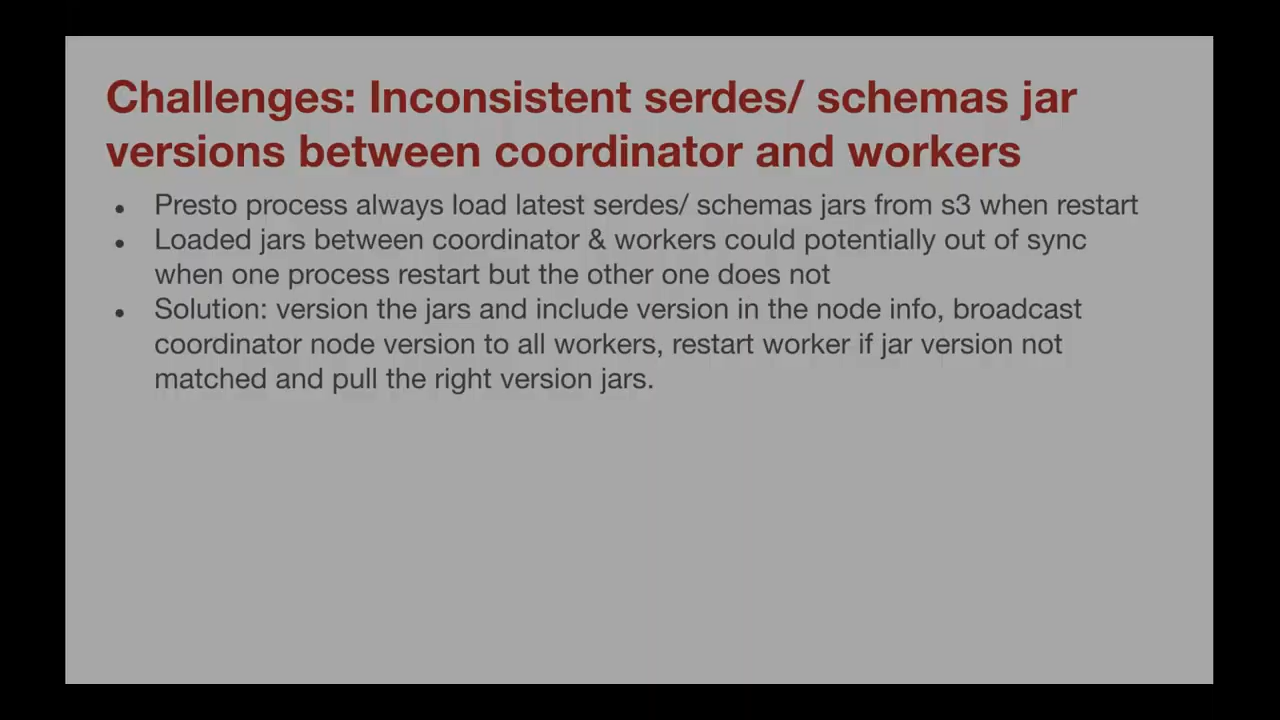 Challenges: Inconsistent serdes/ schemas jar
versions between coordinator and workers
● Presto process always load latest serdes/ schemas jars from s3 when restart
● Loaded jars between coordinator & workers could potentially out of sync
when one process restart but the other one does not
● Solution: version the jars and include version in the node info, broadcast
coordinator node version to all workers, restart worker if jar version not
matched and pull the right version jars.